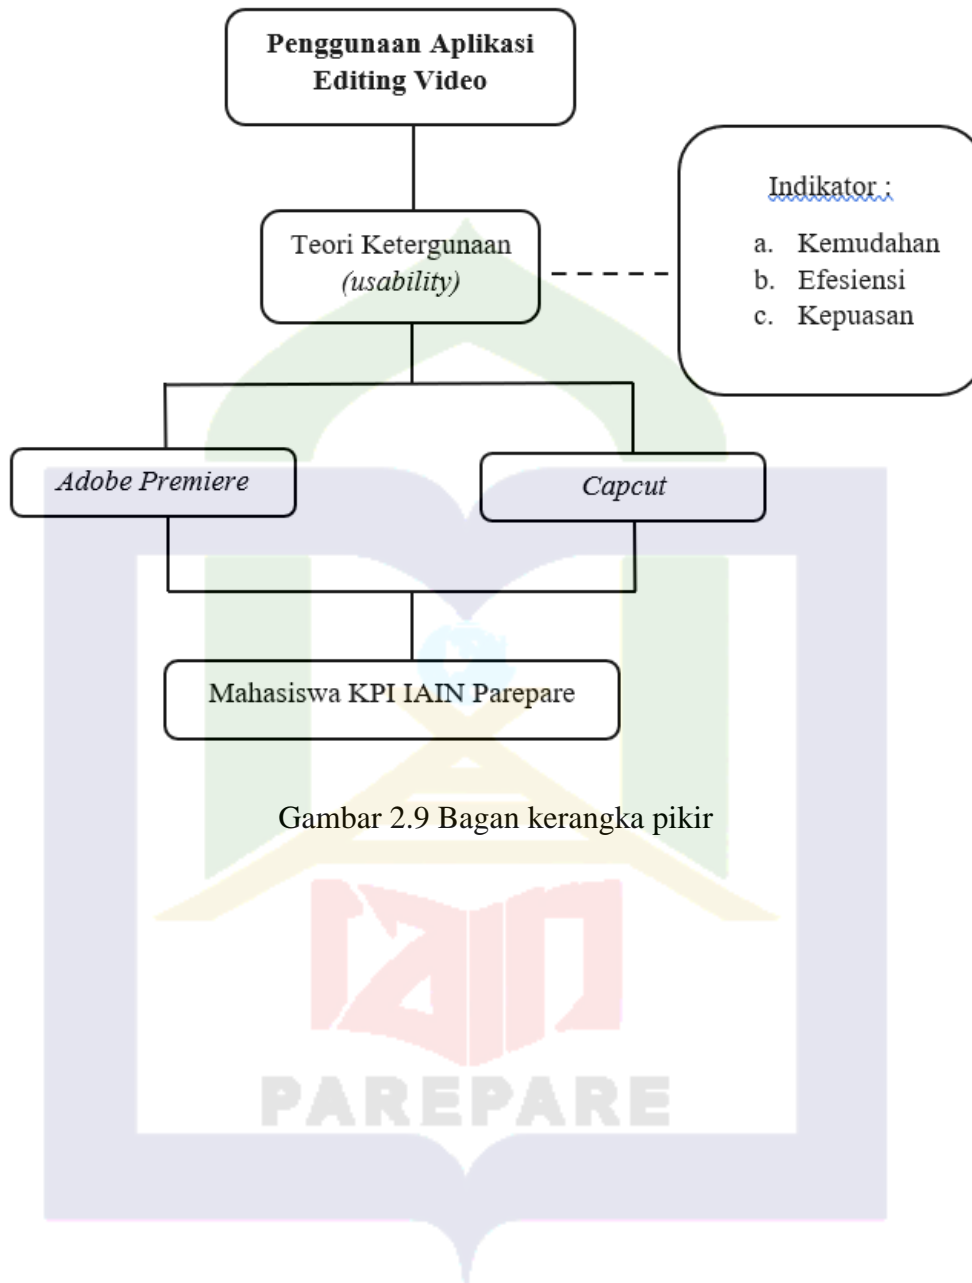 Penggunaan Aplikasi
Editing Video
Teori Ketergunaan
(usability)
Indikator :
a. Kemudahan
b. Efesiensi
c. Kepuasan
Adobe Premiere
Capcut
Mahasiswa KPI IAIN Parepare
Gambar 2.9 Bagan kerangka pikir
iain
PAREPARE